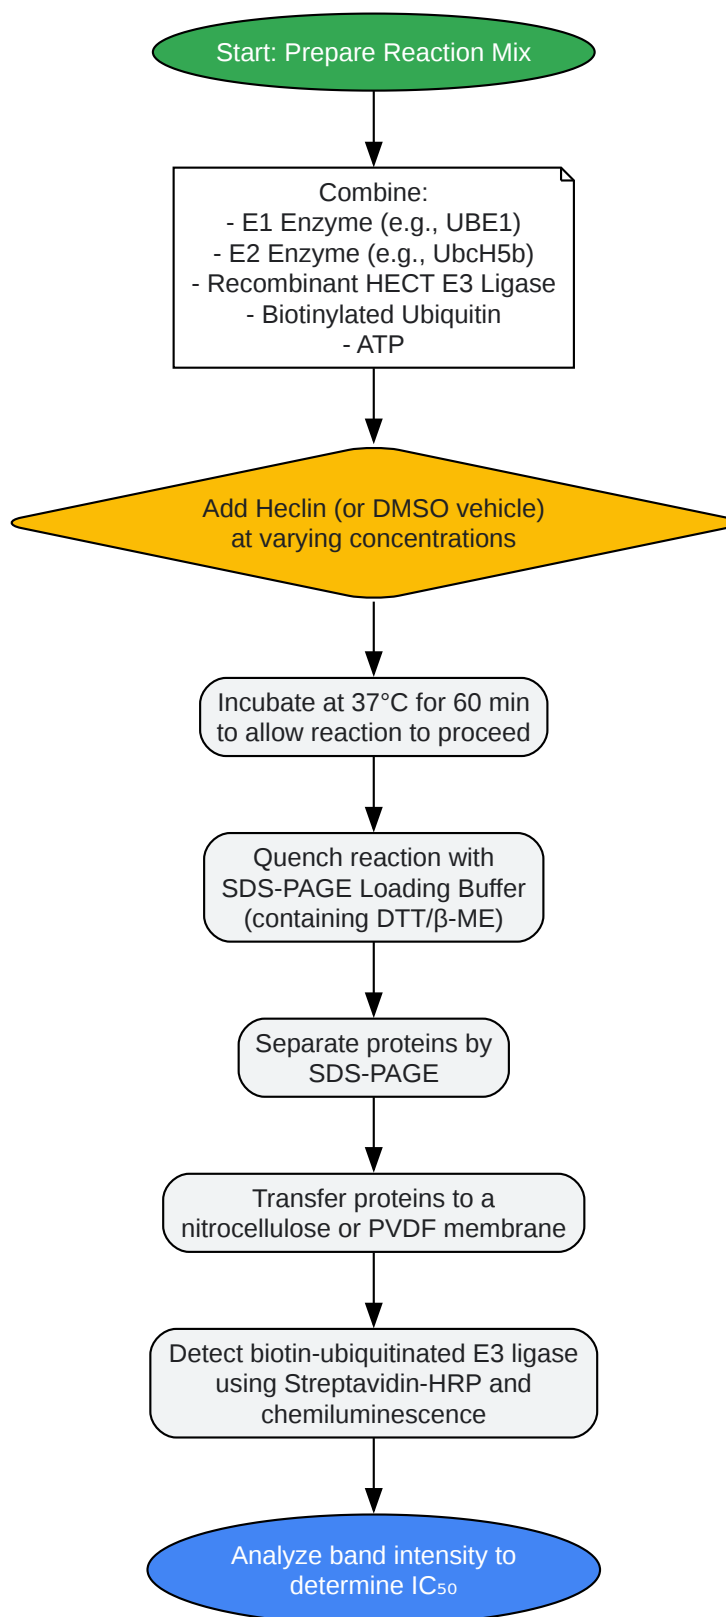 Start: Prepare Reaction Mix
Combine:
- E1 Enzyme (e.g., UBE1)
- E2 Enzyme (e.g., UbcH5b)
- Recombinant HECT E3 Ligase
- Biotinylated Ubiquitin
- ATP
Add Heclin (or DMSO vehicle)
at varying concentrations
Incubate at 37°C for 60 min
to allow reaction to proceed
Quench reaction with
SDS-PAGE Loading Buffer
(containing DTT/β-ME)
Separate proteins by
SDS-PAGE
Transfer proteins to a
nitrocellulose or PVDF membrane
Detect biotin-ubiquitinated E3 ligase
using Streptavidin-HRP and
chemiluminescence
Analyze band intensity to
determine IC₅₀